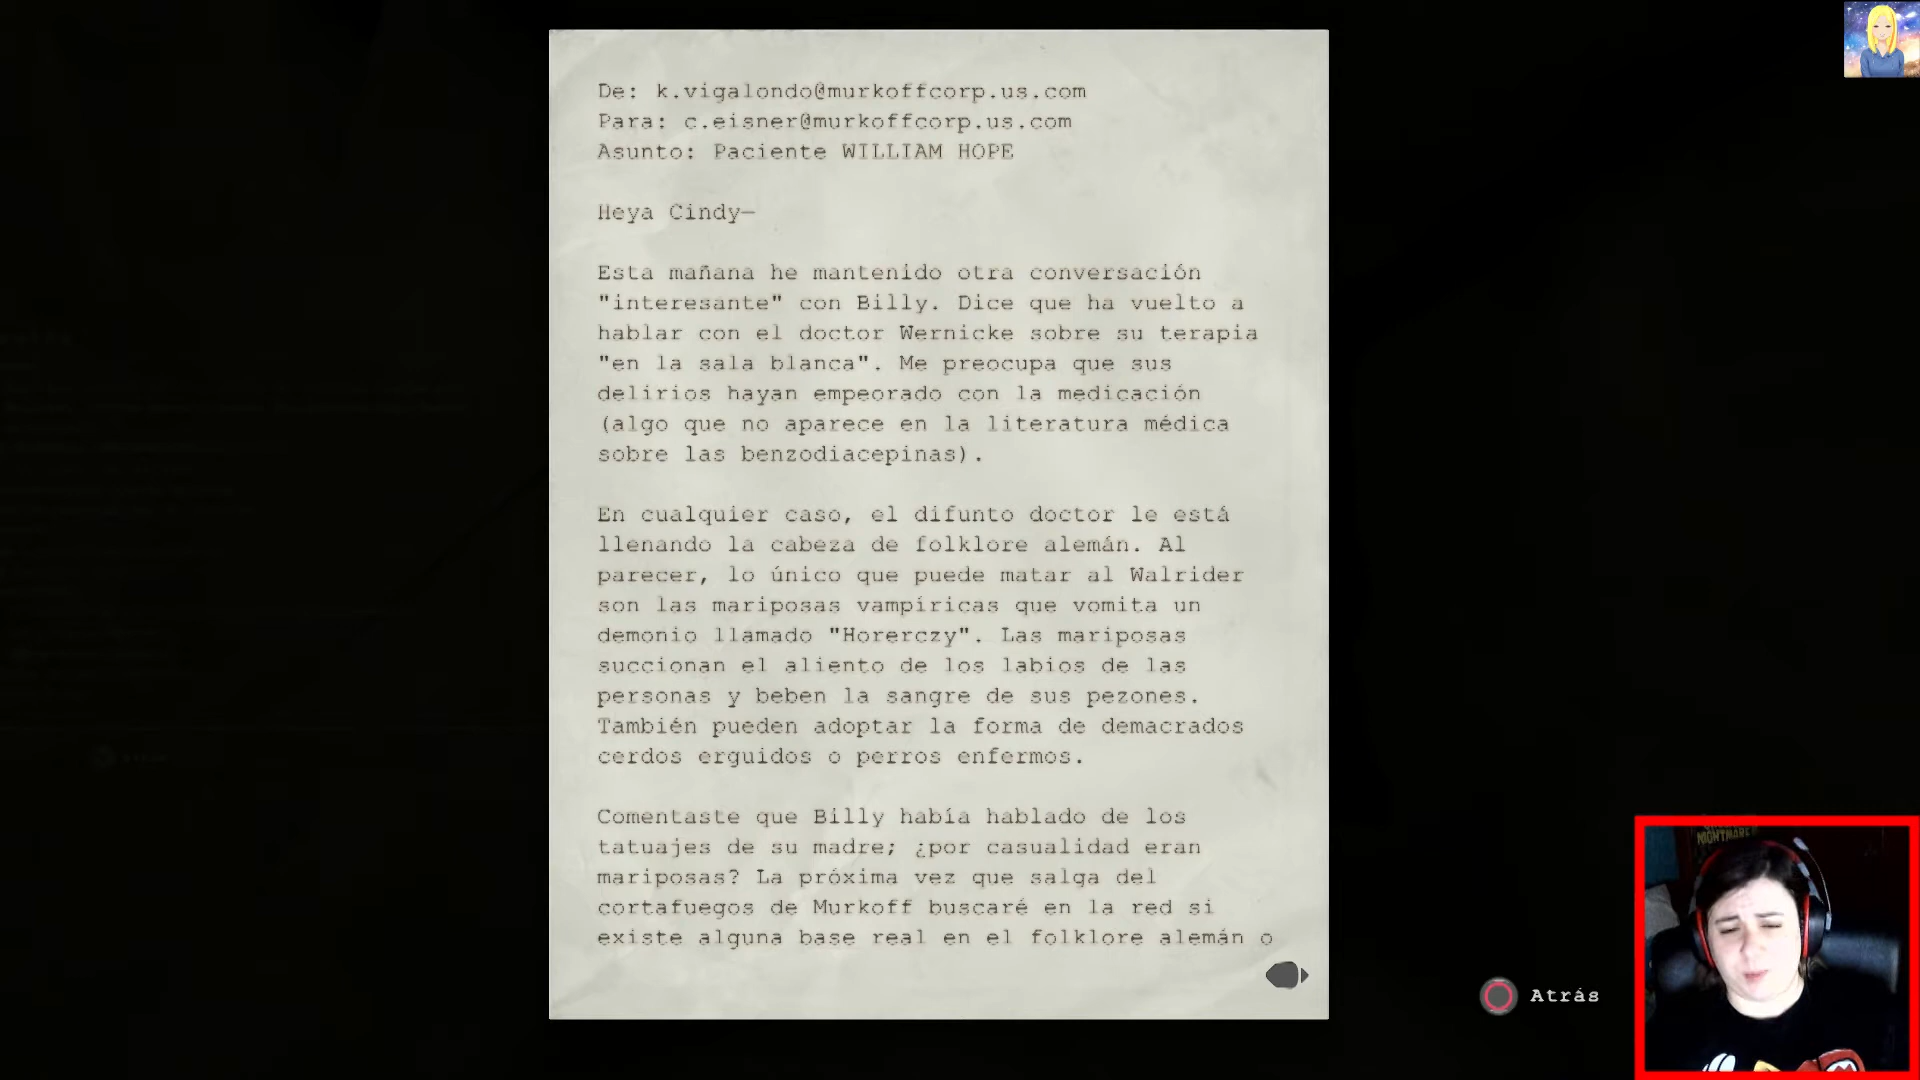 De: k.vigalondo@murkoffcorp.us.com
Para: c.eisner@murkoffcorp.us.com
Asunto: Paciente WILLIAM HOPE
Heya Cindy—
Esta mañana he mantenido otra conversación
"interesante" con Billy. Dice que ha vuelto a
hablar con el doctor Wernicke sobre su terapia
"en la sala blanca". Me preocupa que sus
delirios hayan empeorado con la medicación
(algo que no aparece en la literatura médica
sobre las benzodiacepinas).
En cualquier caso, el difunto doctor le está
llenando la cabeza de folklore alemán. Al
parecer, lo único que puede matar al Walrider
son las mariposas vampíricas que vomita un
demonio llamado "Horerczy". Las mariposas
succionan el aliento de los labios de las
personas y beben la sangre de sus pezones.
También pueden adoptar la forma de demacrados
cerdos erguidos o perros enfermos.
Comentaste que Billy había hablado de los
tatuajes de su madre; ¿por casualidad eran
mariposas? La próxima vez que salga del
cortafuegos de Murkoff buscaré en la red si
existe alguna base real en el folklore alemán o
Atrás
NIGHTMARE